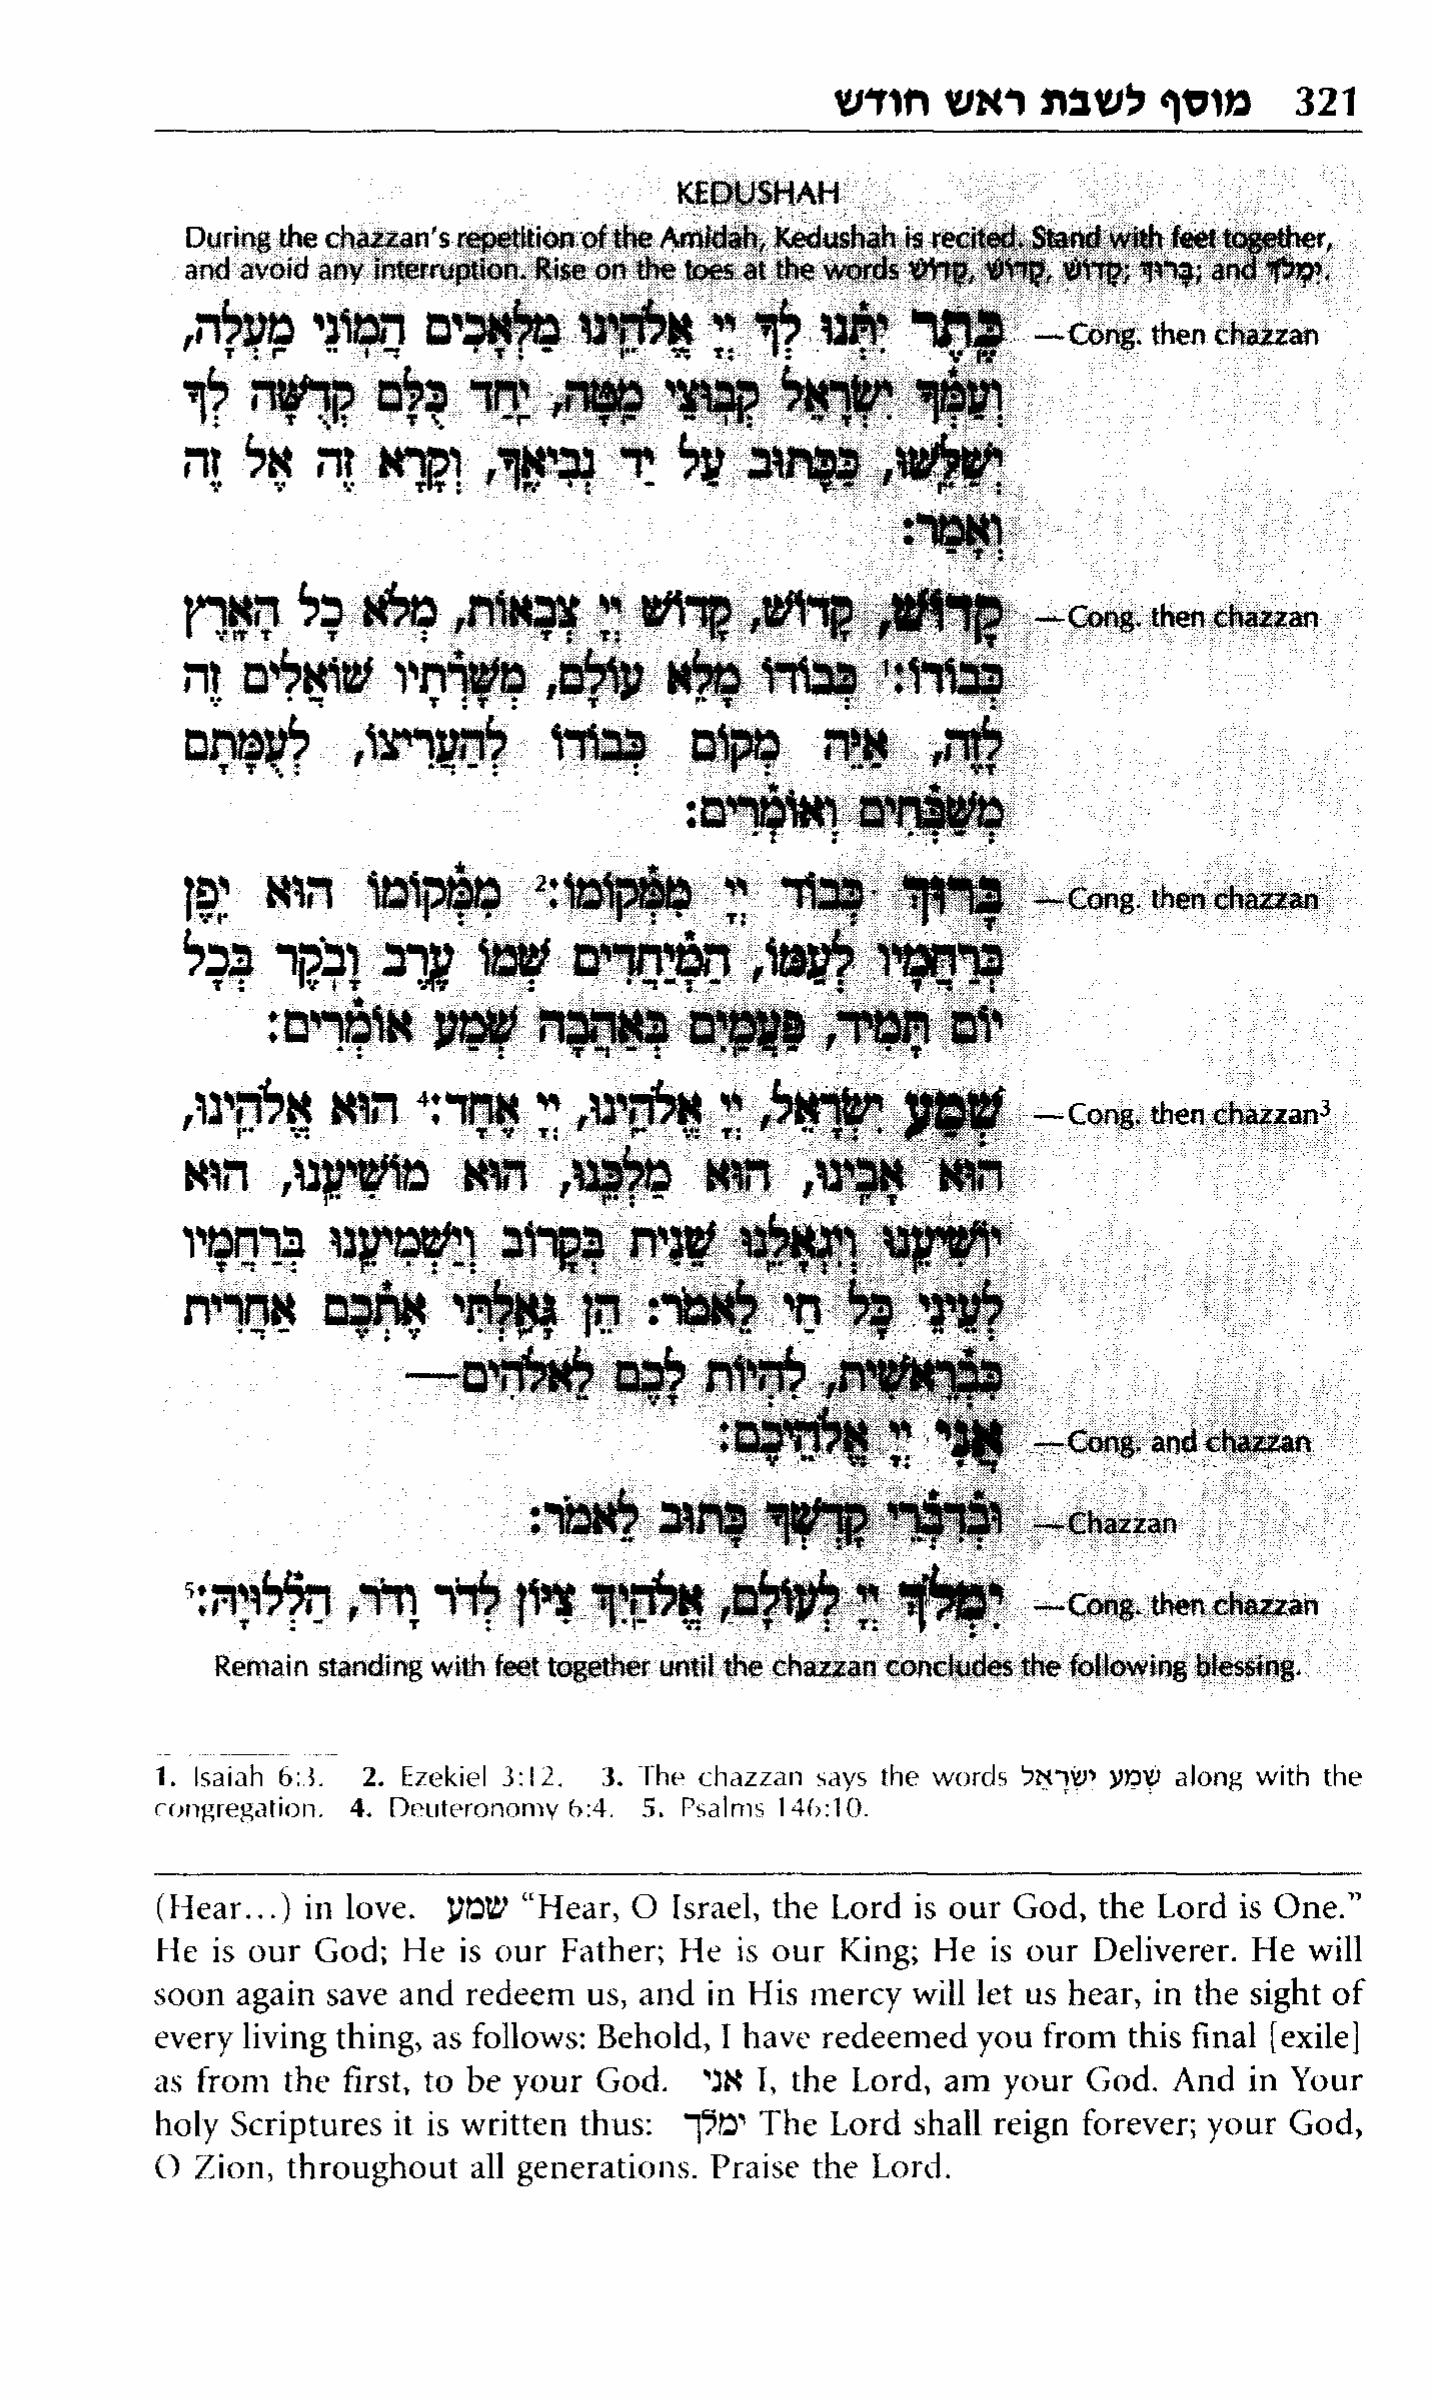 מוסף לשבת ראש חודש 321
KEDUSHAH
During the chazzan's repetition of the Amidah, Kedushah is recited. Stand with feet together,
and avoid any interruption. Rise on the toes at the words קָדוֹשׁ, קָדוֹשׁ, קָדוֹשׁ; בָּרוּךְ; and יִמְלֹךְ.
כֶּתֶר יִתְּנוּ לְךָ יְיָ אֱלֹהֵינוּ מַלְאָכִים הֲמוֹנֵי מַעְלָה, —Cong. then chazzan
וְעַמְּךָ יִשְׂרָאֵל קְבוּצֵי מַטָּה, יַחַד כֻּלָּם קְדֻשָּׁה לְךָ
יְשַׁלֵּשׁוּ, כַּכָּתוּב עַל יַד נְבִיאֶךָ, וְקָרָא זֶה אֶל זֶה
וְאָמַר:
קָדוֹשׁ, קָדוֹשׁ, קָדוֹשׁ יְיָ צְבָאוֹת, מְלֹא כָל הָאָרֶץ —Cong. then chazzan
כְּבוֹדוֹ:¹ כְּבוֹדוֹ מָלֵא עוֹלָם, מְשָׁרְתָיו שׁוֹאֲלִים זֶה
לָזֶה, אַיֵּה מְקוֹם כְּבוֹדוֹ לְהַעֲרִיצוֹ, לְעֻמָּתָם
מְשַׁבְּחִים וְאוֹמְרִים:
בָּרוּךְ כְּבוֹד יְיָ מִמְּקוֹמוֹ:² מִמְּקוֹמוֹ הוּא יִפֶן —Cong. then chazzan
בְּרַחֲמָיו לְעַמּוֹ, הַמְיַחֲדִים שְׁמוֹ עֶרֶב וָבֹקֶר בְּכָל
יוֹם תָּמִיד, פַּעֲמַיִם בְּאַהֲבָה שְׁמַע אוֹמְרִים:
שְׁמַע יִשְׂרָאֵל, יְיָ אֱלֹהֵינוּ, יְיָ אֶחָד:⁴ הוּא אֱלֹהֵינוּ, —Cong. then chazzan³
הוּא אָבִינוּ, הוּא מַלְכֵּנוּ, הוּא מוֹשִׁיעֵנוּ, הוּא
יוֹשִׁיעֵנוּ וְיִגְאָלֵנוּ שֵׁנִית בְּקָרוֹב וְיַשְׁמִיעֵנוּ בְּרַחֲמָיו
לְעֵינֵי כָּל חַי לֵאמֹר: הֵן גָּאַלְתִּי אֶתְכֶם אַחֲרִית
כִּבְרֵאשִׁית, לִהְיוֹת לָכֶם לֵאלֹהִים—
אֲנִי יְיָ אֱלֹהֵיכֶם: —Cong. and chazzan
וּבְדִבְרֵי קָדְשְׁךָ כָּתוּב לֵאמֹר: —Chazzan
יִמְלֹךְ יְיָ לְעוֹלָם, אֱלֹהַיִךְ צִיּוֹן לְדֹר וָדֹר, הַלְלוּיָהּ:⁵ —Cong. then chazzan
Remain standing with feet together until the chazzan concludes the following blessing.
1. Isaiah 6:3. 2. Ezekiel 3:12. 3. The chazzan says the words שְׁמַע יִשְׂרָאֵל along with the
congregation. 4. Deuteronomy 6:4. 5. Psalms 146:10.
(Hear...) in love. שמע “Hear, O Israel, the Lord is our God, the Lord is One.”
He is our God; He is our Father; He is our King; He is our Deliverer. He will
soon again save and redeem us, and in His mercy will let us hear, in the sight of
every living thing, as follows: Behold, I have redeemed you from this final [exile]
as from the first, to be your God. אני I, the Lord, am your God. And in Your
holy Scriptures it is written thus: ימלך The Lord shall reign forever; your God,
O Zion, throughout all generations. Praise the Lord.